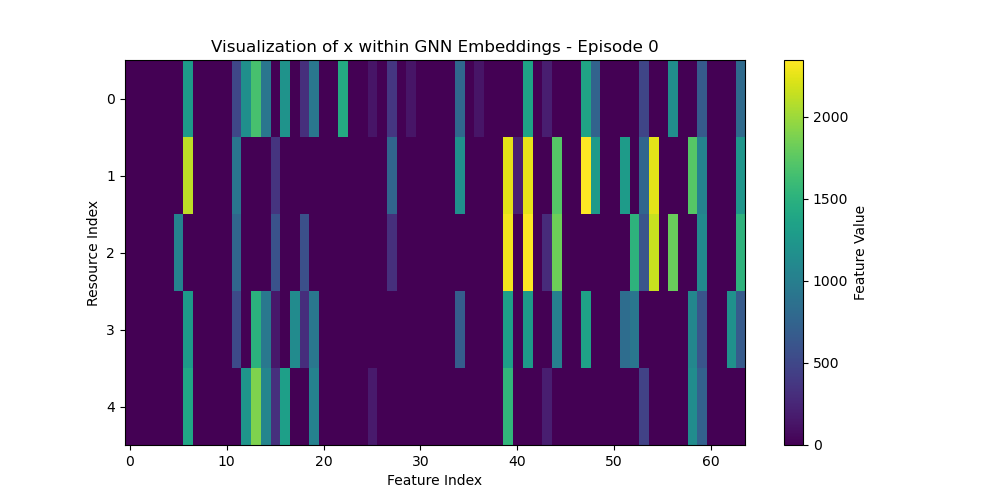 Visualization of x within GNN Embeddings - Episode 0
Resource Index
0
1
2
3
4
0 10 20 30 40 50 60
Feature Index
2000
1500
1000
500
0
Feature Value